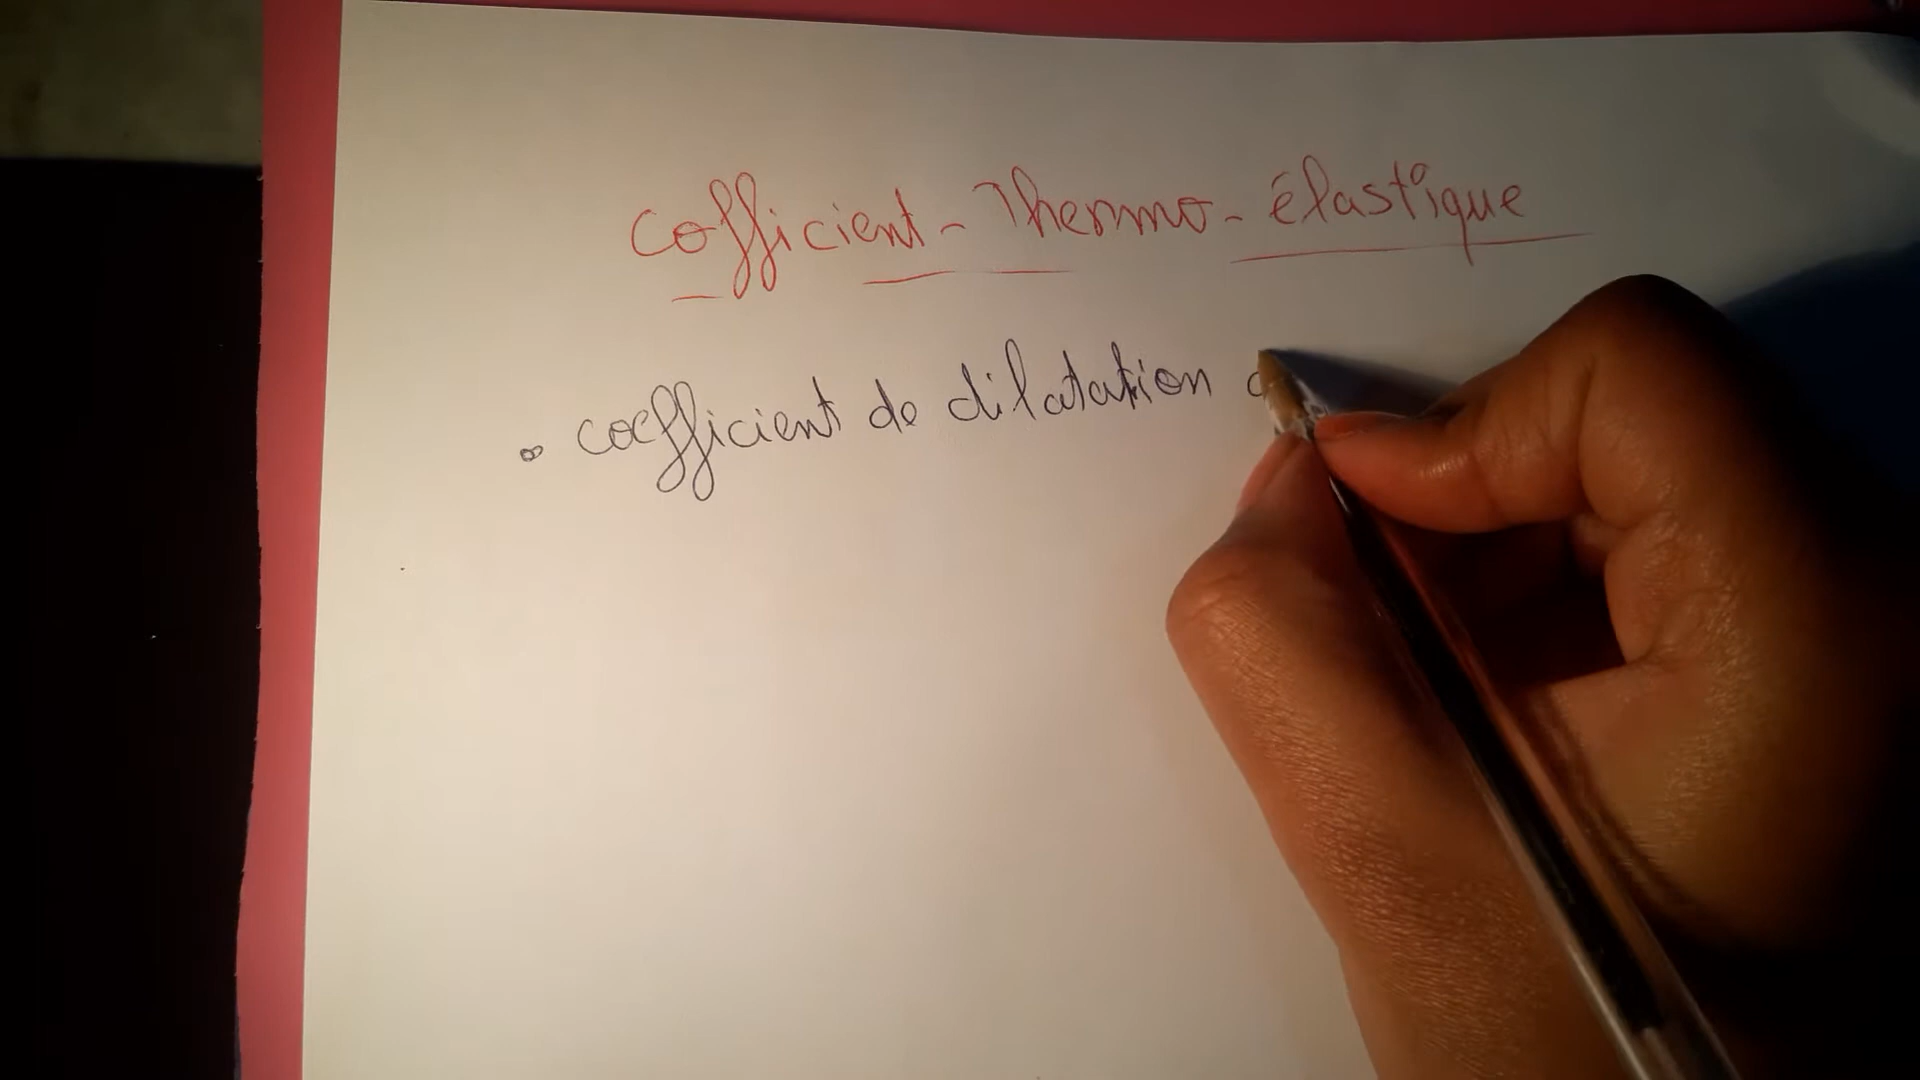 cofficient - Thermo - élastique
coefficient de dilatation